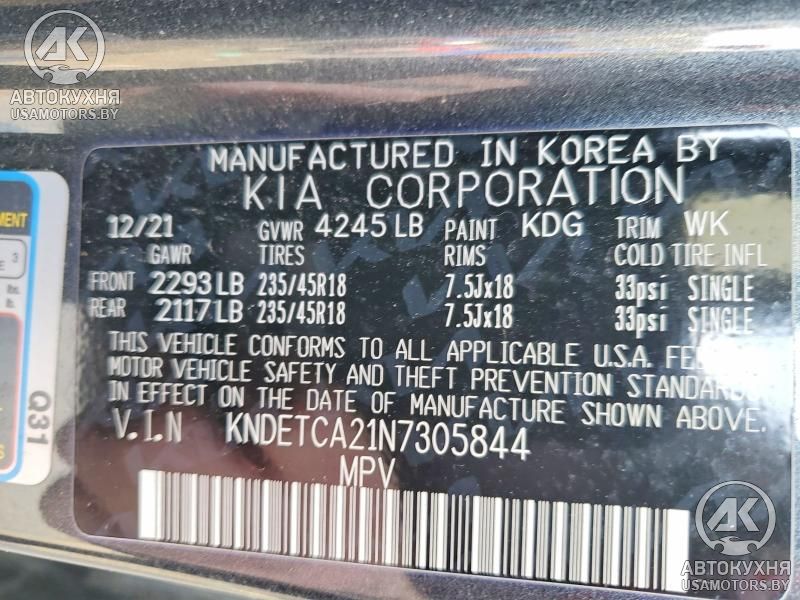 AK
АВТОКУХНЯ
USAMOTORS.BY
MANUFACTURED IN KOREA BY
KIA CORPORATION
12/21 GVWR 4245 LB PAINT KDG TRIM WK
GAWR TIRES RIMS COLD TIRE INFL
FRONT 2293 LB 235/45R18 7.5Jx18 33psi SINGLE
REAR 2117 LB 235/45R18 7.5Jx18 33psi SINGLE
THIS VEHICLE CONFORMS TO ALL APPLICABLE U.S.A.
MOTOR VEHICLE SAFETY AND THEFT PREVENTION
IN EFFECT ON THE DATE OF MANUFACTURE SHOWN ABOVE.
V.I.N KNDETCA21N7305844
MPV
3
Q31
AK
АВТОКУХНЯ
USAMOTORS.BY